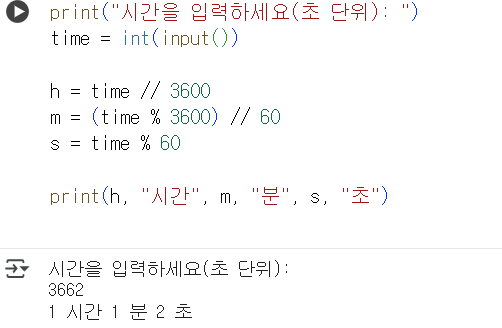 print("시간을 입력하세요(초 단위): ")
time = int(input())
h = time // 3600
m = (time % 3600) // 60
s = time % 60
print(h, "시간", m, "분", s, "초")
시간을 입력하세요(초 단위):
3662
1 시간 1 분 2 초